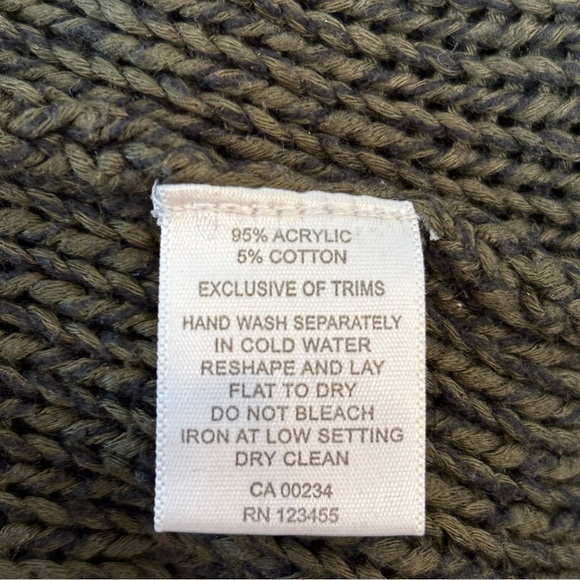 95% ACRYLIC
5% COTTON
EXCLUSIVE OF TRIMS
HAND WASH SEPARATELY
IN COLD WATER
RESHAPE AND LAY
FLAT TO DRY
DO NOT BLEACH
IRON AT LOW SETTING
DRY CLEAN
CA 00234
RN 123455